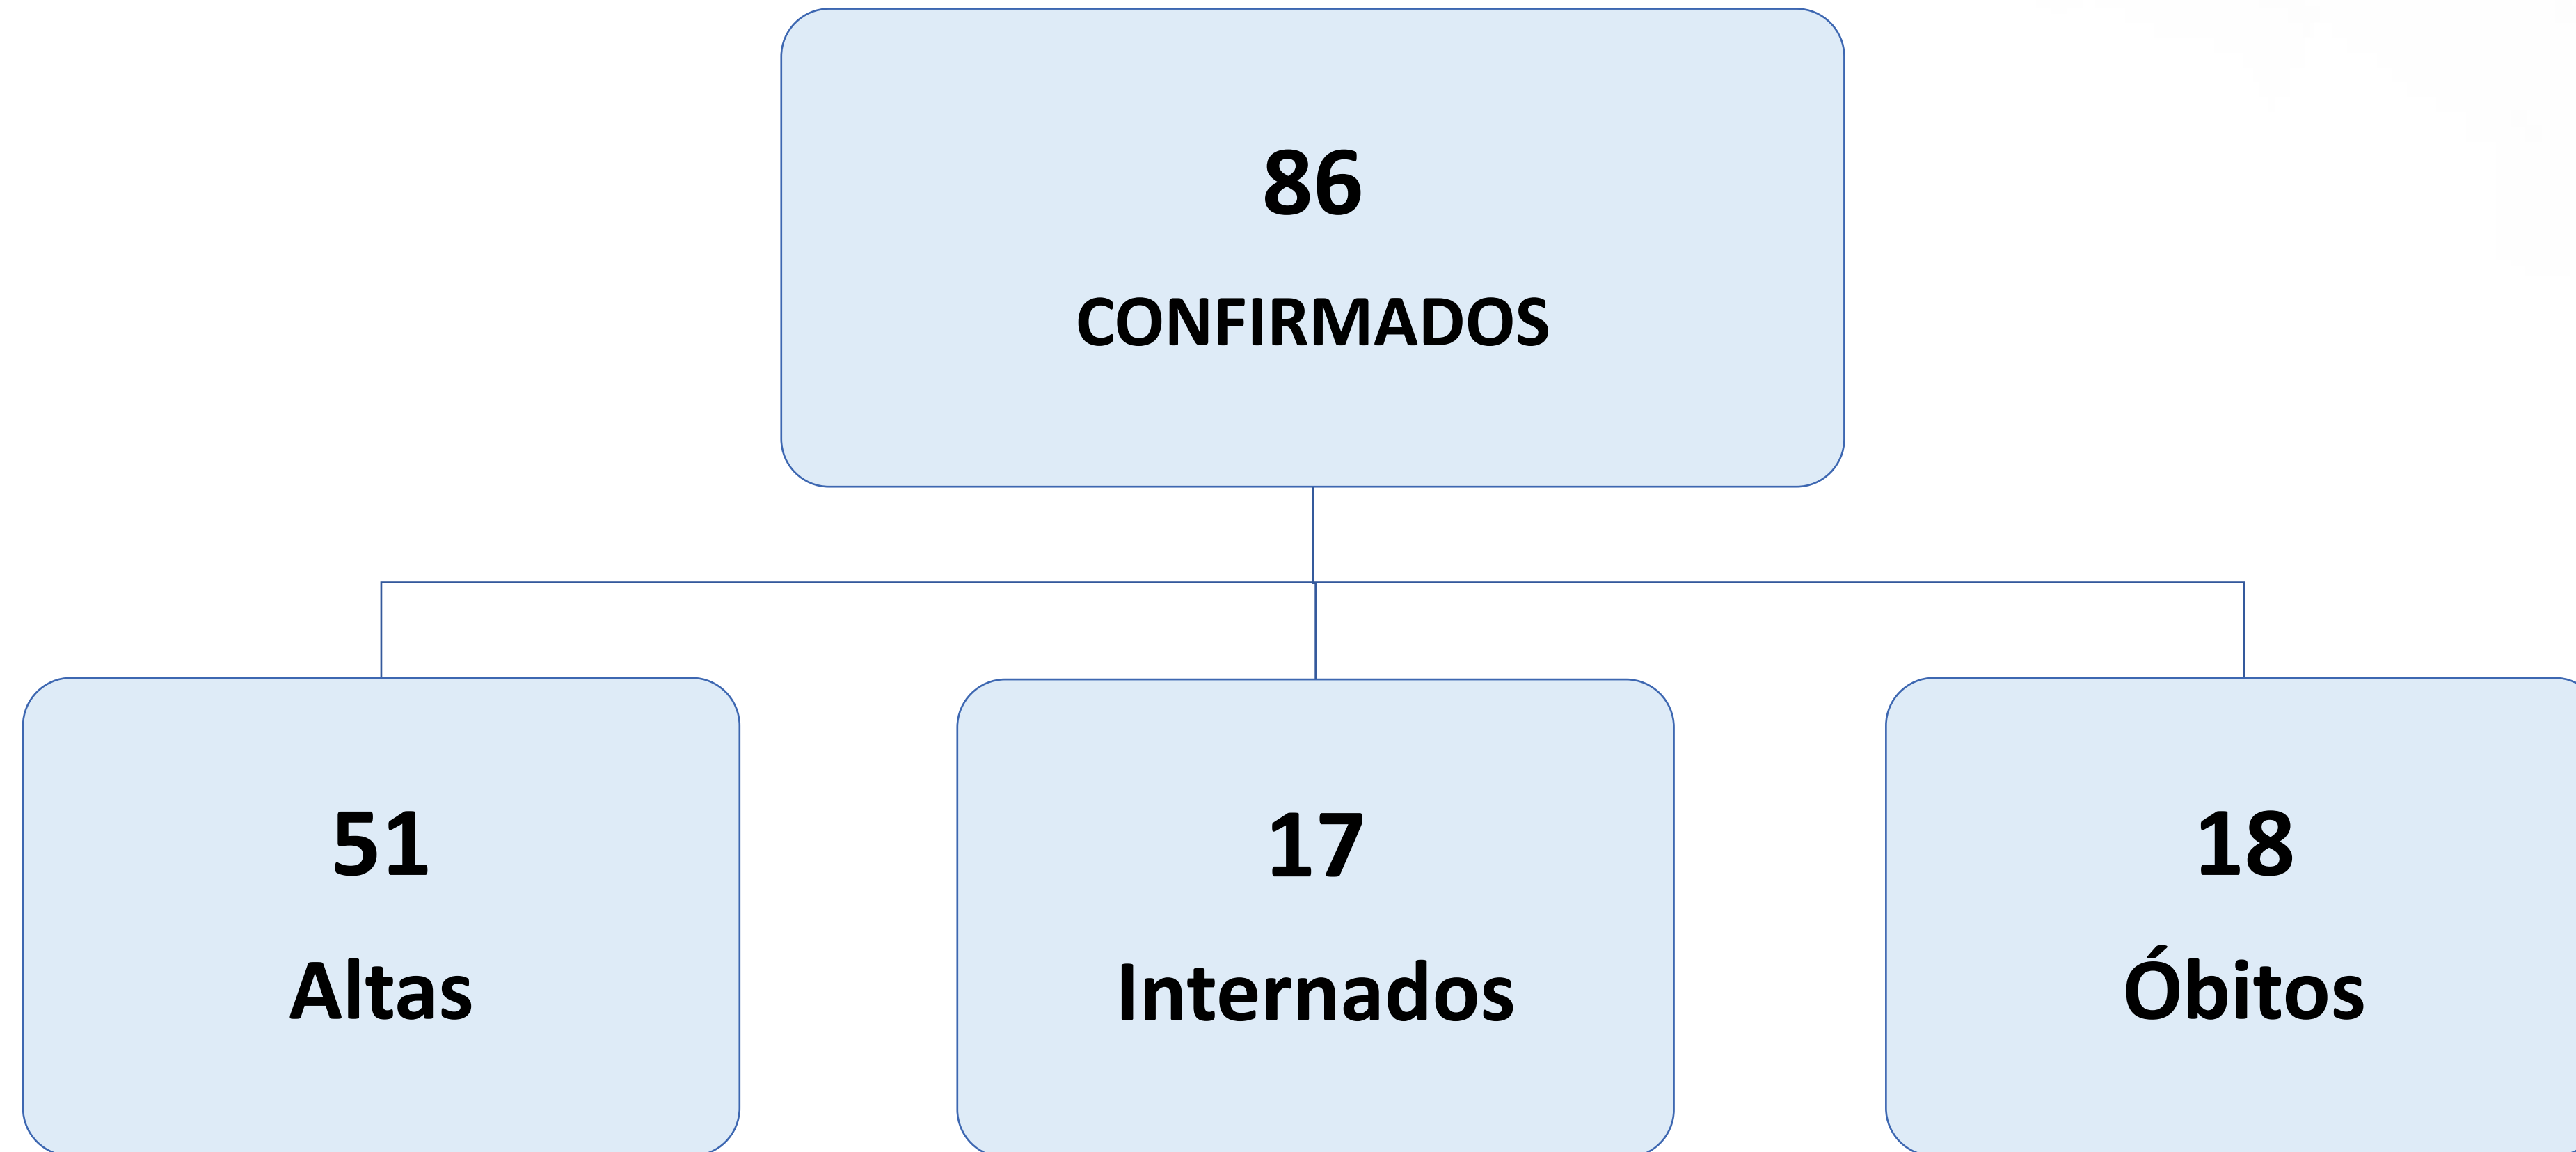 86
CONFIRMADOS
51
Altas
17
Internados
18
Óbitos